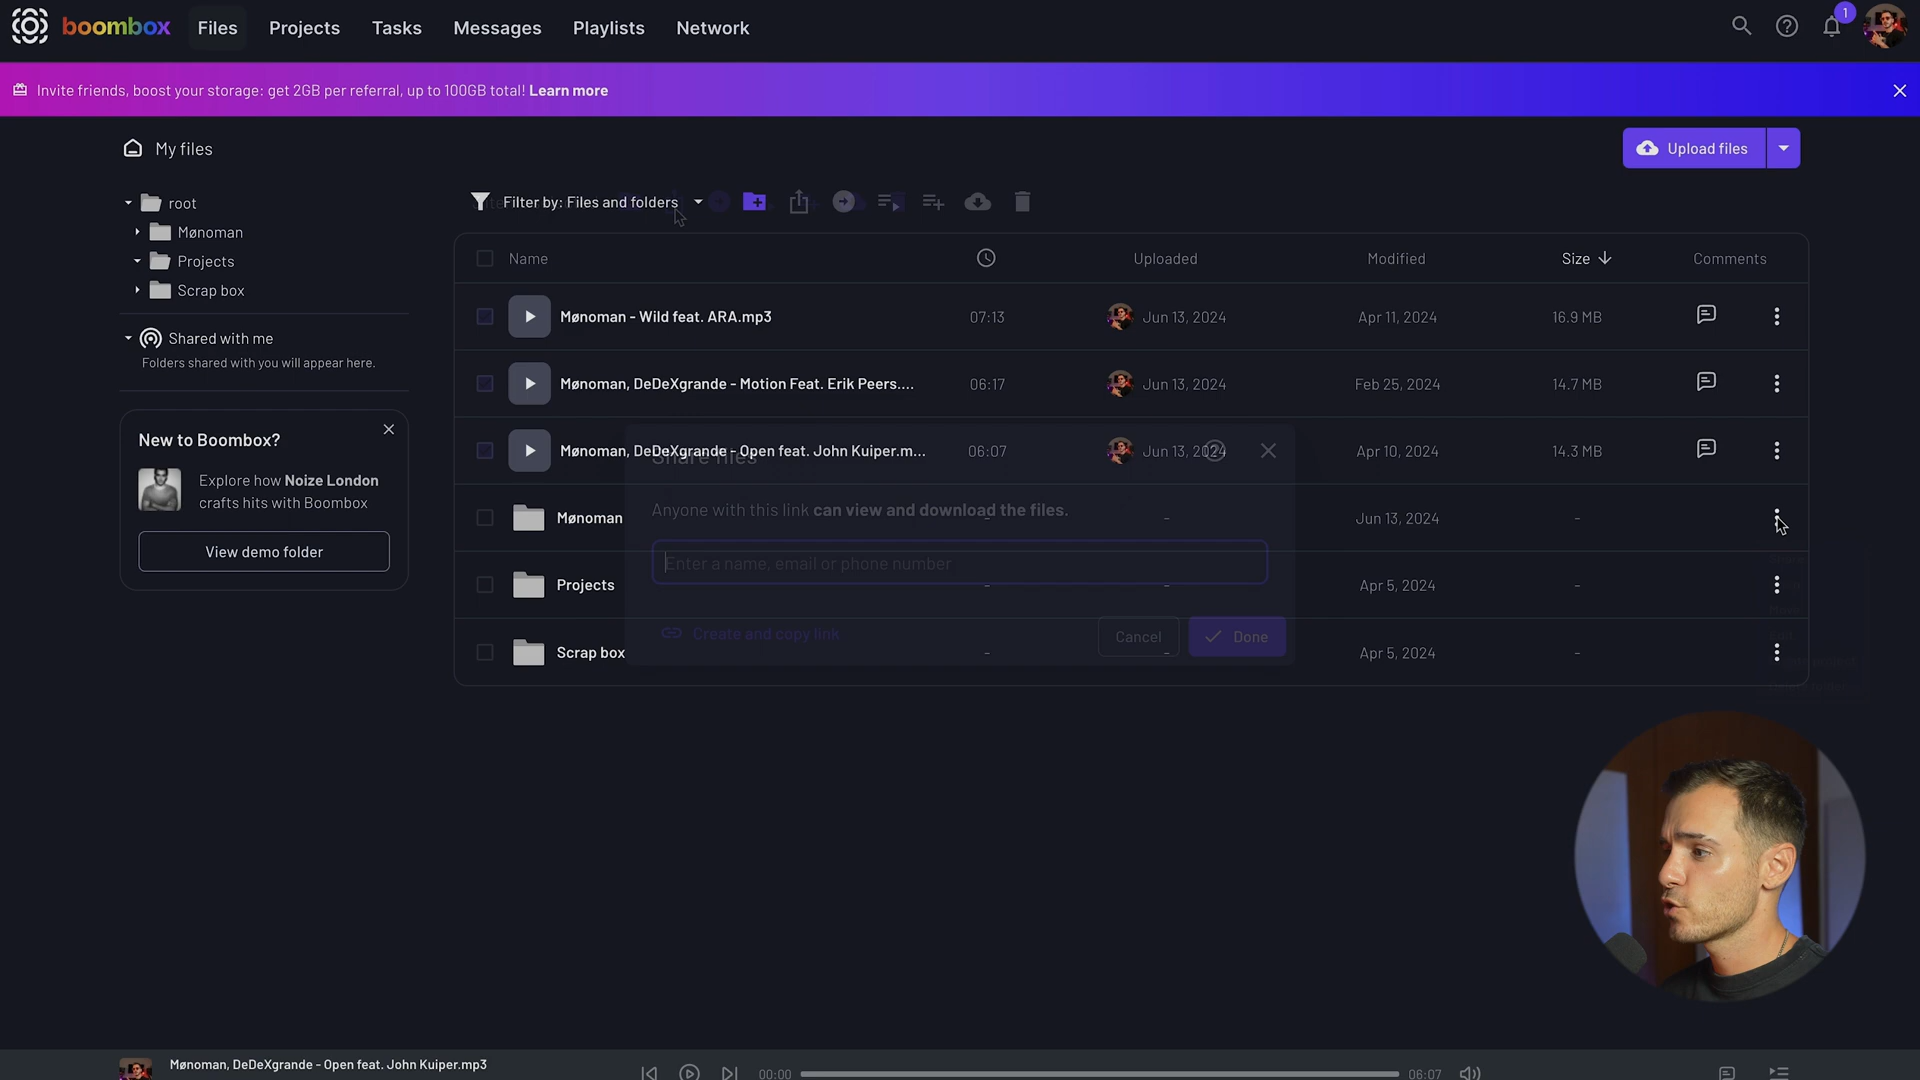 boombox Files Projects Tasks Messages Playlists Network 1
Invite friends, boost your storage: get 2GB per referral, up to 100GB total! Learn more
My files
Upload files
root
Mønoman
Projects
Scrap box
Shared with me
Folders shared with you will appear here.
New to Boombox?
Explore how Noize London
crafts hits with Boombox
View demo folder
Filter by: Files and folders
Name Uploaded Modified Size Comments
Mønoman - Wild feat. ARA.mp3 07:13 Jun 13, 2024 Apr 11, 2024 16.9 MB
Mønoman, DeDeXgrande - Motion Feat. Erik Peers.... 06:17 Jun 13, 2024 Feb 25, 2024 14.7 MB
Mønoman, DeDeXgrande - Open feat. John Kuiper.m... 06:07 Jun 13, 2024 Apr 10, 2024 14.3 MB
Mønoman - - Jun 13, 2024 -
Projects - - Apr 5, 2024 -
Scrap box - - Apr 5, 2024 -
Share files
Anyone with this link can view and download the files.
Enter a name, email or phone number
Create and copy link
Cancel
Done
Mønoman, DeDeXgrande - Open feat. John Kuiper.mp3
00:00 06:07